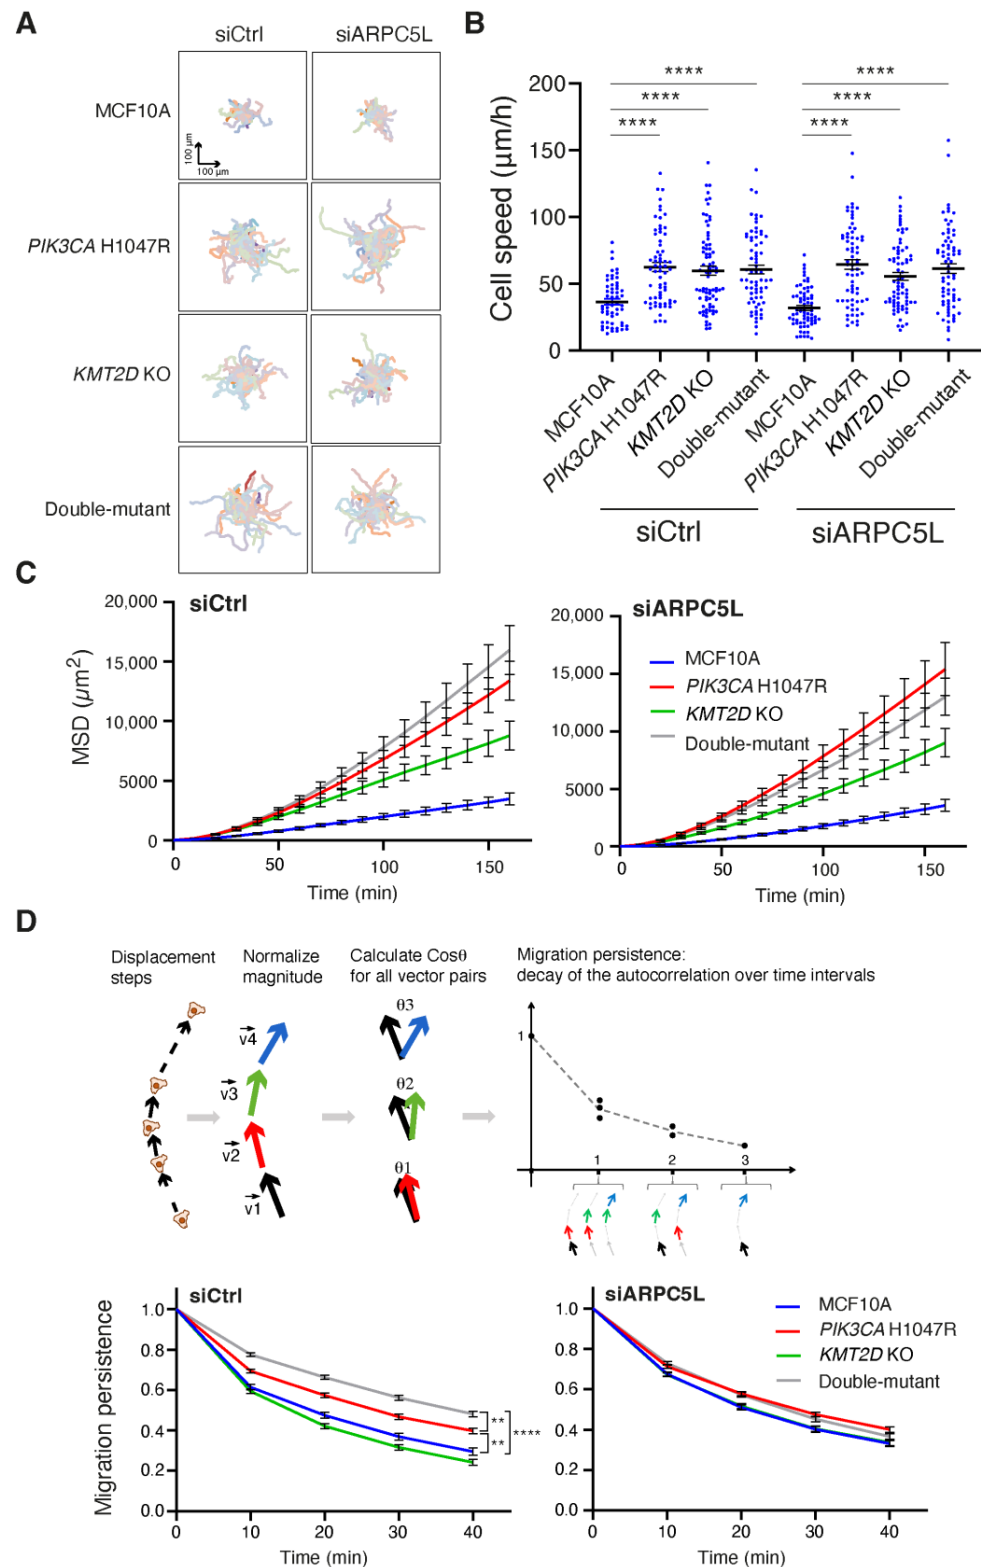 A
siCtrl
siARPC5L
MCF10A
100 µm
100 µm
PIK3CA H1047R
KMT2D KO
Double-mutant
B
Cell speed (µm/h)
200
150
100
50
0
**** **** ****
**** **** ****
MCF10A
PIK3CA H1047R
KMT2D KO
Double-mutant
MCF10A
PIK3CA H1047R
KMT2D KO
Double-mutant
siCtrl
siARPC5L
C
siCtrl
MSD (µm²)
20,000
15,000
10,000
5000
0
0 50 100 150
Time (min)
siARPC5L
20,000
15,000
10,000
5000
0
MCF10A
PIK3CA H1047R
KMT2D KO
Double-mutant
0 50 100 150
Time (min)
D
Displacement
steps
Normalize
magnitude
Calculate Cosθ
for all vector pairs
Migration persistence:
decay of the autocorrelation over time intervals
v4
v3
v2
v1
θ3
θ2
θ1
1
1 2 3
siCtrl
Migration persistence
1.0
0.8
0.6
0.4
0.2
0.0
**
**
****
0 10 20 30 40
Time (min)
siARPC5L
1.0
0.8
0.6
0.4
0.2
0.0
MCF10A
PIK3CA H1047R
KMT2D KO
Double-mutant
0 10 20 30 40
Time (min)